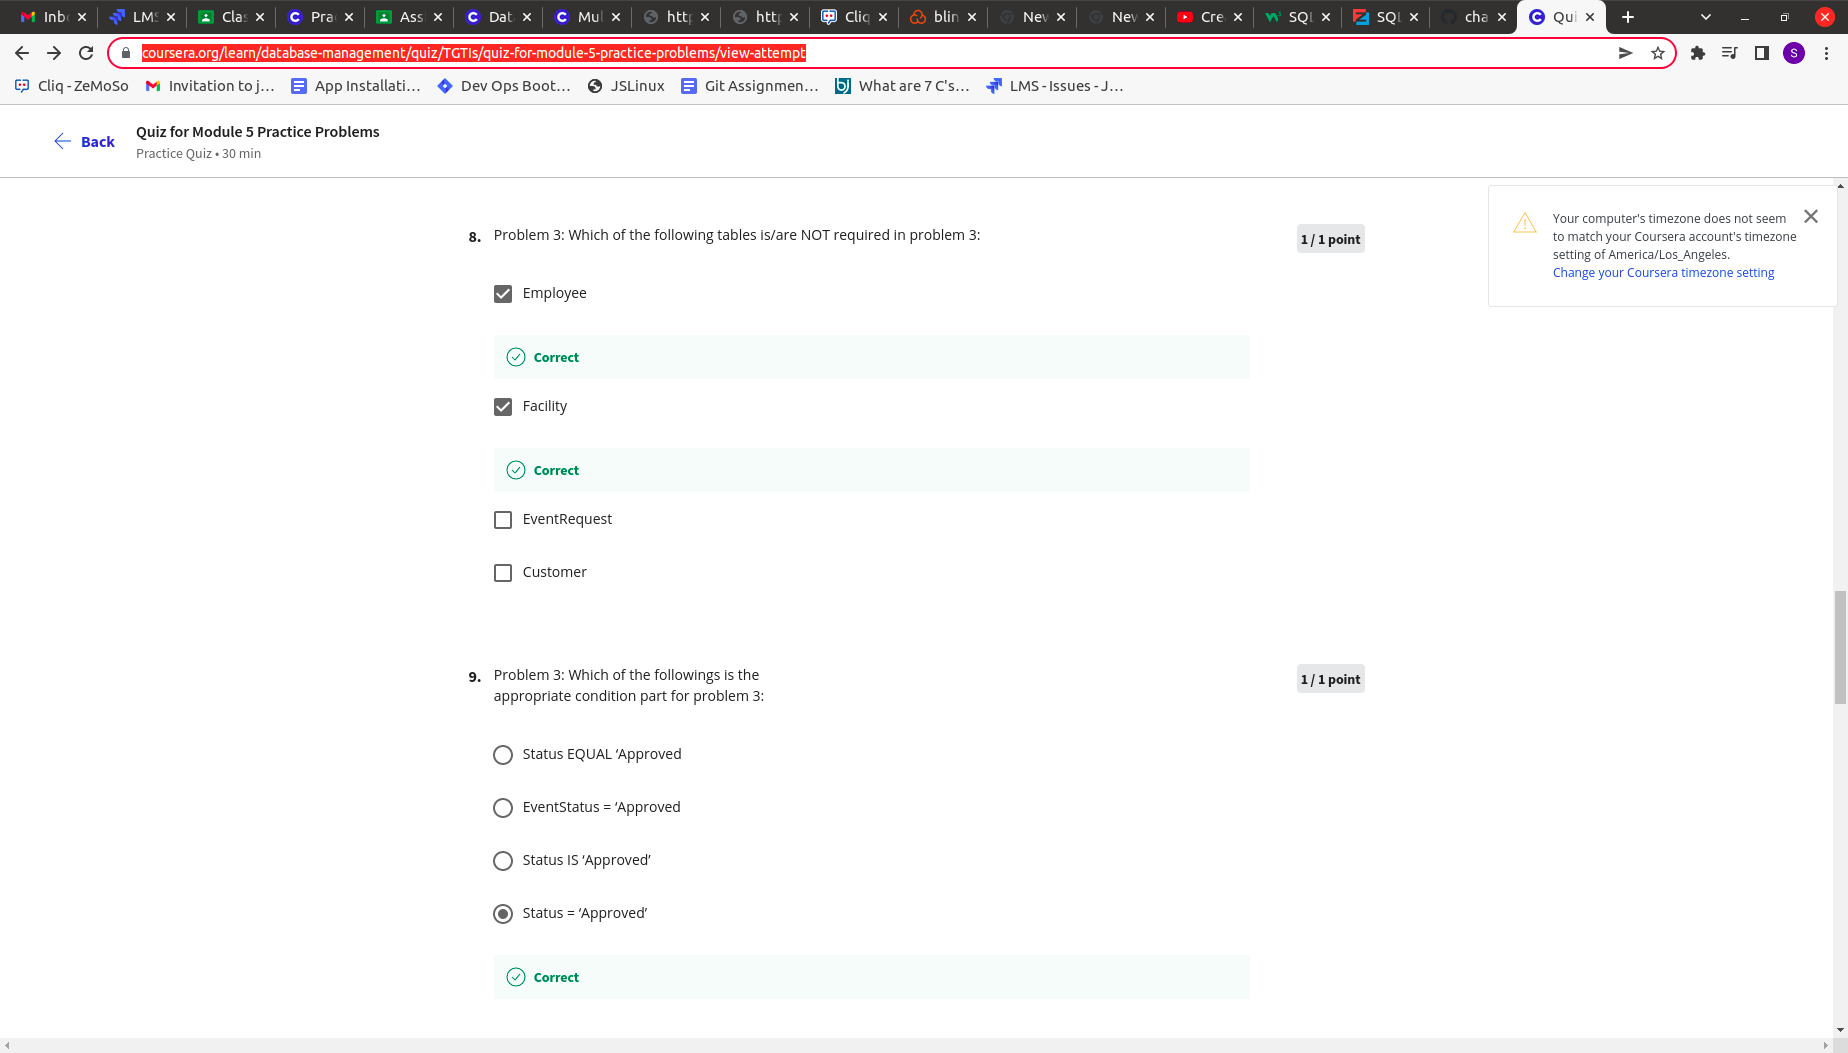 Inbo
LMS
Clas
Prac
Assi
Data
Mul
http
http
Cliq
blin
New
New
Cre
SQL
SQL
cha
Qui
coursera.org/learn/database-management/quiz/TGTIs/quiz-for-module-5-practice-problems/view-attempt
S
Cliq - ZeMoSo
Invitation to j...
App Installati...
Dev Ops Boot...
JSLinux
Git Assignmen...
What are 7 C's...
LMS - Issues - J...
Back
Quiz for Module 5 Practice Problems
Practice Quiz • 30 min
Your computer's timezone does not seem
to match your Coursera account's timezone
setting of America/Los_Angeles.
Change your Coursera timezone setting
8. Problem 3: Which of the following tables is/are NOT required in problem 3:
1 / 1 point
Employee
Correct
Facility
Correct
EventRequest
Customer
9. Problem 3: Which of the followings is the
appropriate condition part for problem 3:
1 / 1 point
Status EQUAL ‘Approved
EventStatus = ‘Approved
Status IS ‘Approved’
Status = ‘Approved’
Correct